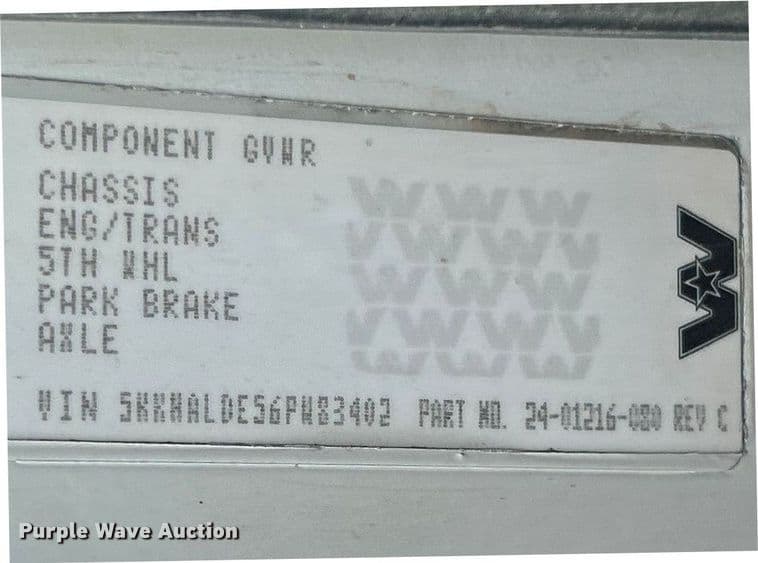 COMPONENT GVWR
CHASSIS
ENG/TRANS
5TH WHL
PARK BRAKE
AXLE
VIN 5KKHALDE56PW83402 PART NO. 24-01216-080 REV C
Purple Wave Auction